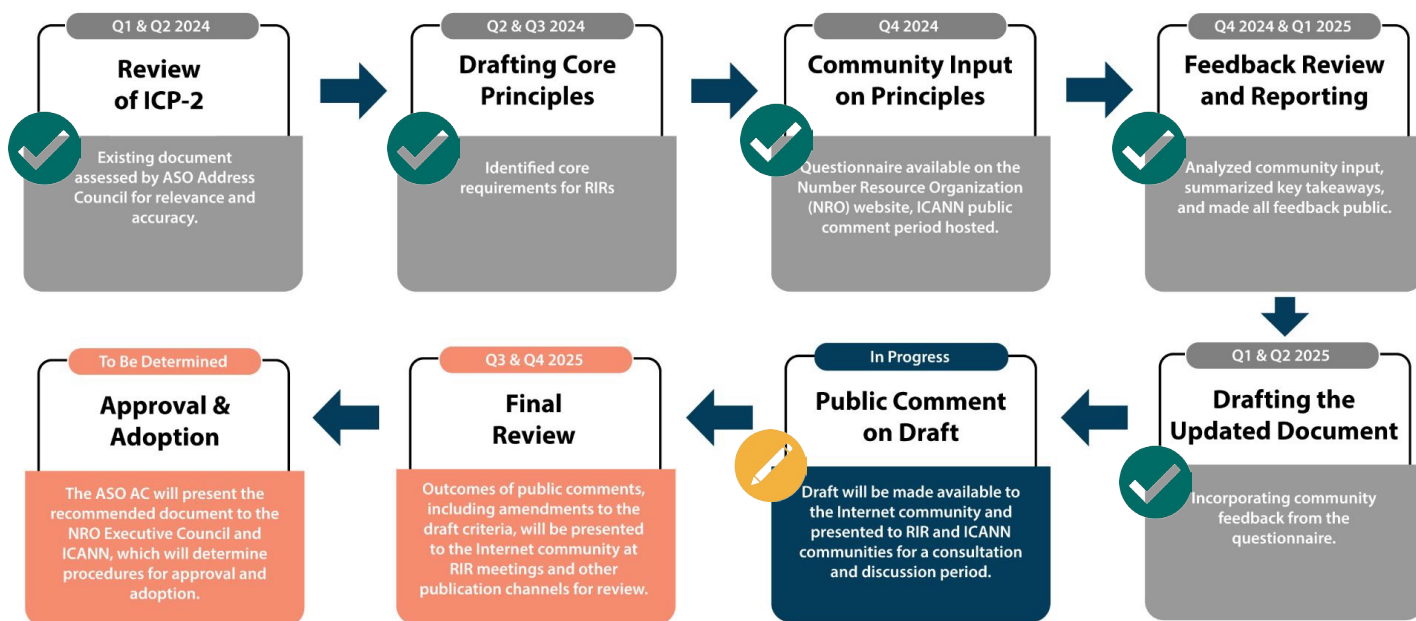 Q1 & Q2 2024
Review
of ICP-2
Existing document
assessed by ASO Address
Council for relevance and
accuracy.
Q2 & Q3 2024
Drafting Core
Principles
Identified core
requirements for RIRs
Q4 2024
Community Input
on Principles
Questionnaire available on the
Number Resource Organization
(NRO) website, ICANN public
comment period hosted.
Q4 2024 & Q1 2025
Feedback Review
and Reporting
Analyzed community input,
summarized key takeaways,
and made all feedback public.
Q1 & Q2 2025
Drafting the
Updated Document
Incorporating community
feedback from the
questionnaire.
In Progress
Public Comment
on Draft
Draft will be made available to
the Internet community and
presented to RIR and ICANN
communities for a consultation
and discussion period.
Q3 & Q4 2025
Final
Review
Outcomes of public comments,
including amendments to the
draft criteria, will be presented
to the Internet community at
RIR meetings and other
publication channels for review.
To Be Determined
Approval &
Adoption
The ASO AC will present the
recommended document to the
NRO Executive Council and
ICANN, which will determine
procedures for approval and
adoption.